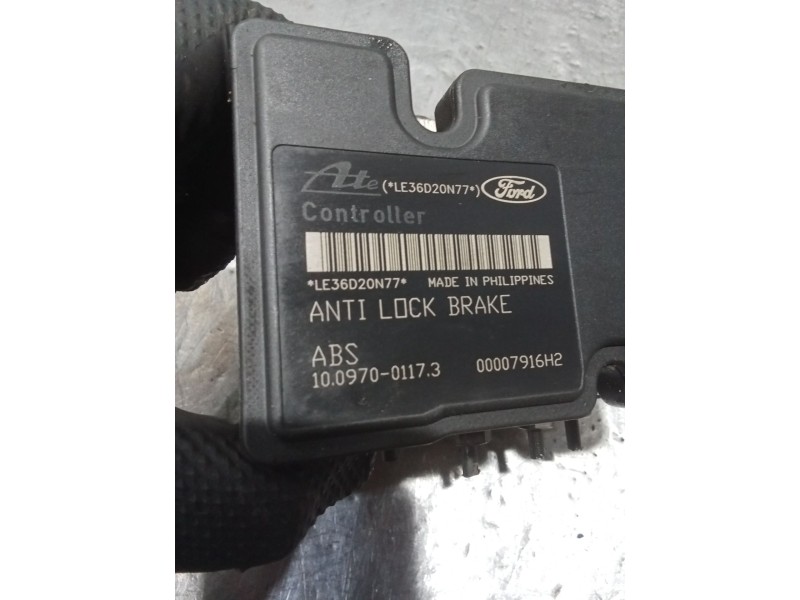 Ate (*LE36D20N77*) Ford
Controller
*LE36D20N77* MADE IN PHILIPPINES
ANTI LOCK BRAKE
ABS
10.0970-0117.3 00007916H2